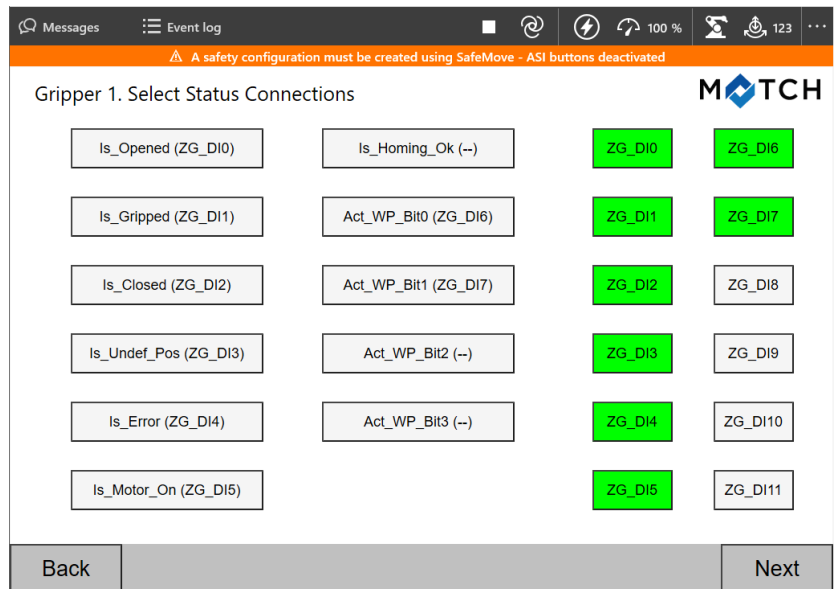 Messages Event log 100 % 123 ...
A safety configuration must be created using SafeMove - ASI buttons deactivated
Gripper 1. Select Status Connections MATCH
Is_Opened (ZG_DI0) Is_Homing_Ok (--) ZG_DI0 ZG_DI6
Is_Gripped (ZG_DI1) Act_WP_Bit0 (ZG_DI6) ZG_DI1 ZG_DI7
Is_Closed (ZG_DI2) Act_WP_Bit1 (ZG_DI7) ZG_DI2 ZG_DI8
Is_Undef_Pos (ZG_DI3) Act_WP_Bit2 (--) ZG_DI3 ZG_DI9
Is_Error (ZG_DI4) Act_WP_Bit3 (--) ZG_DI4 ZG_DI10
Is_Motor_On (ZG_DI5) ZG_DI5 ZG_DI11
Back Next